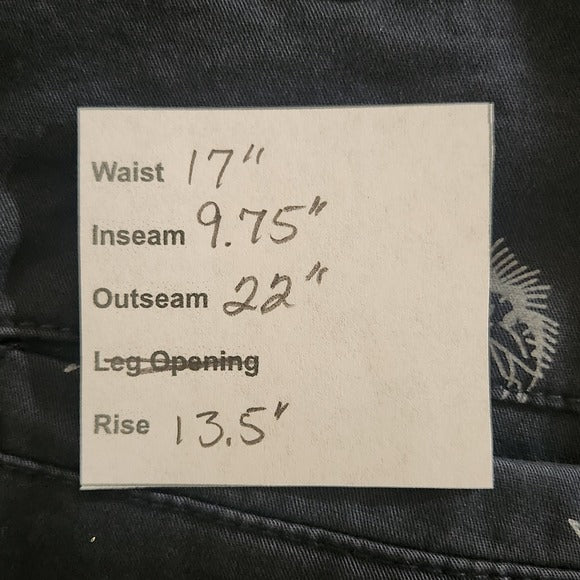 Waist 17"
Inseam 9.75"
Outseam 22"
Leg Opening
Rise 13.5"